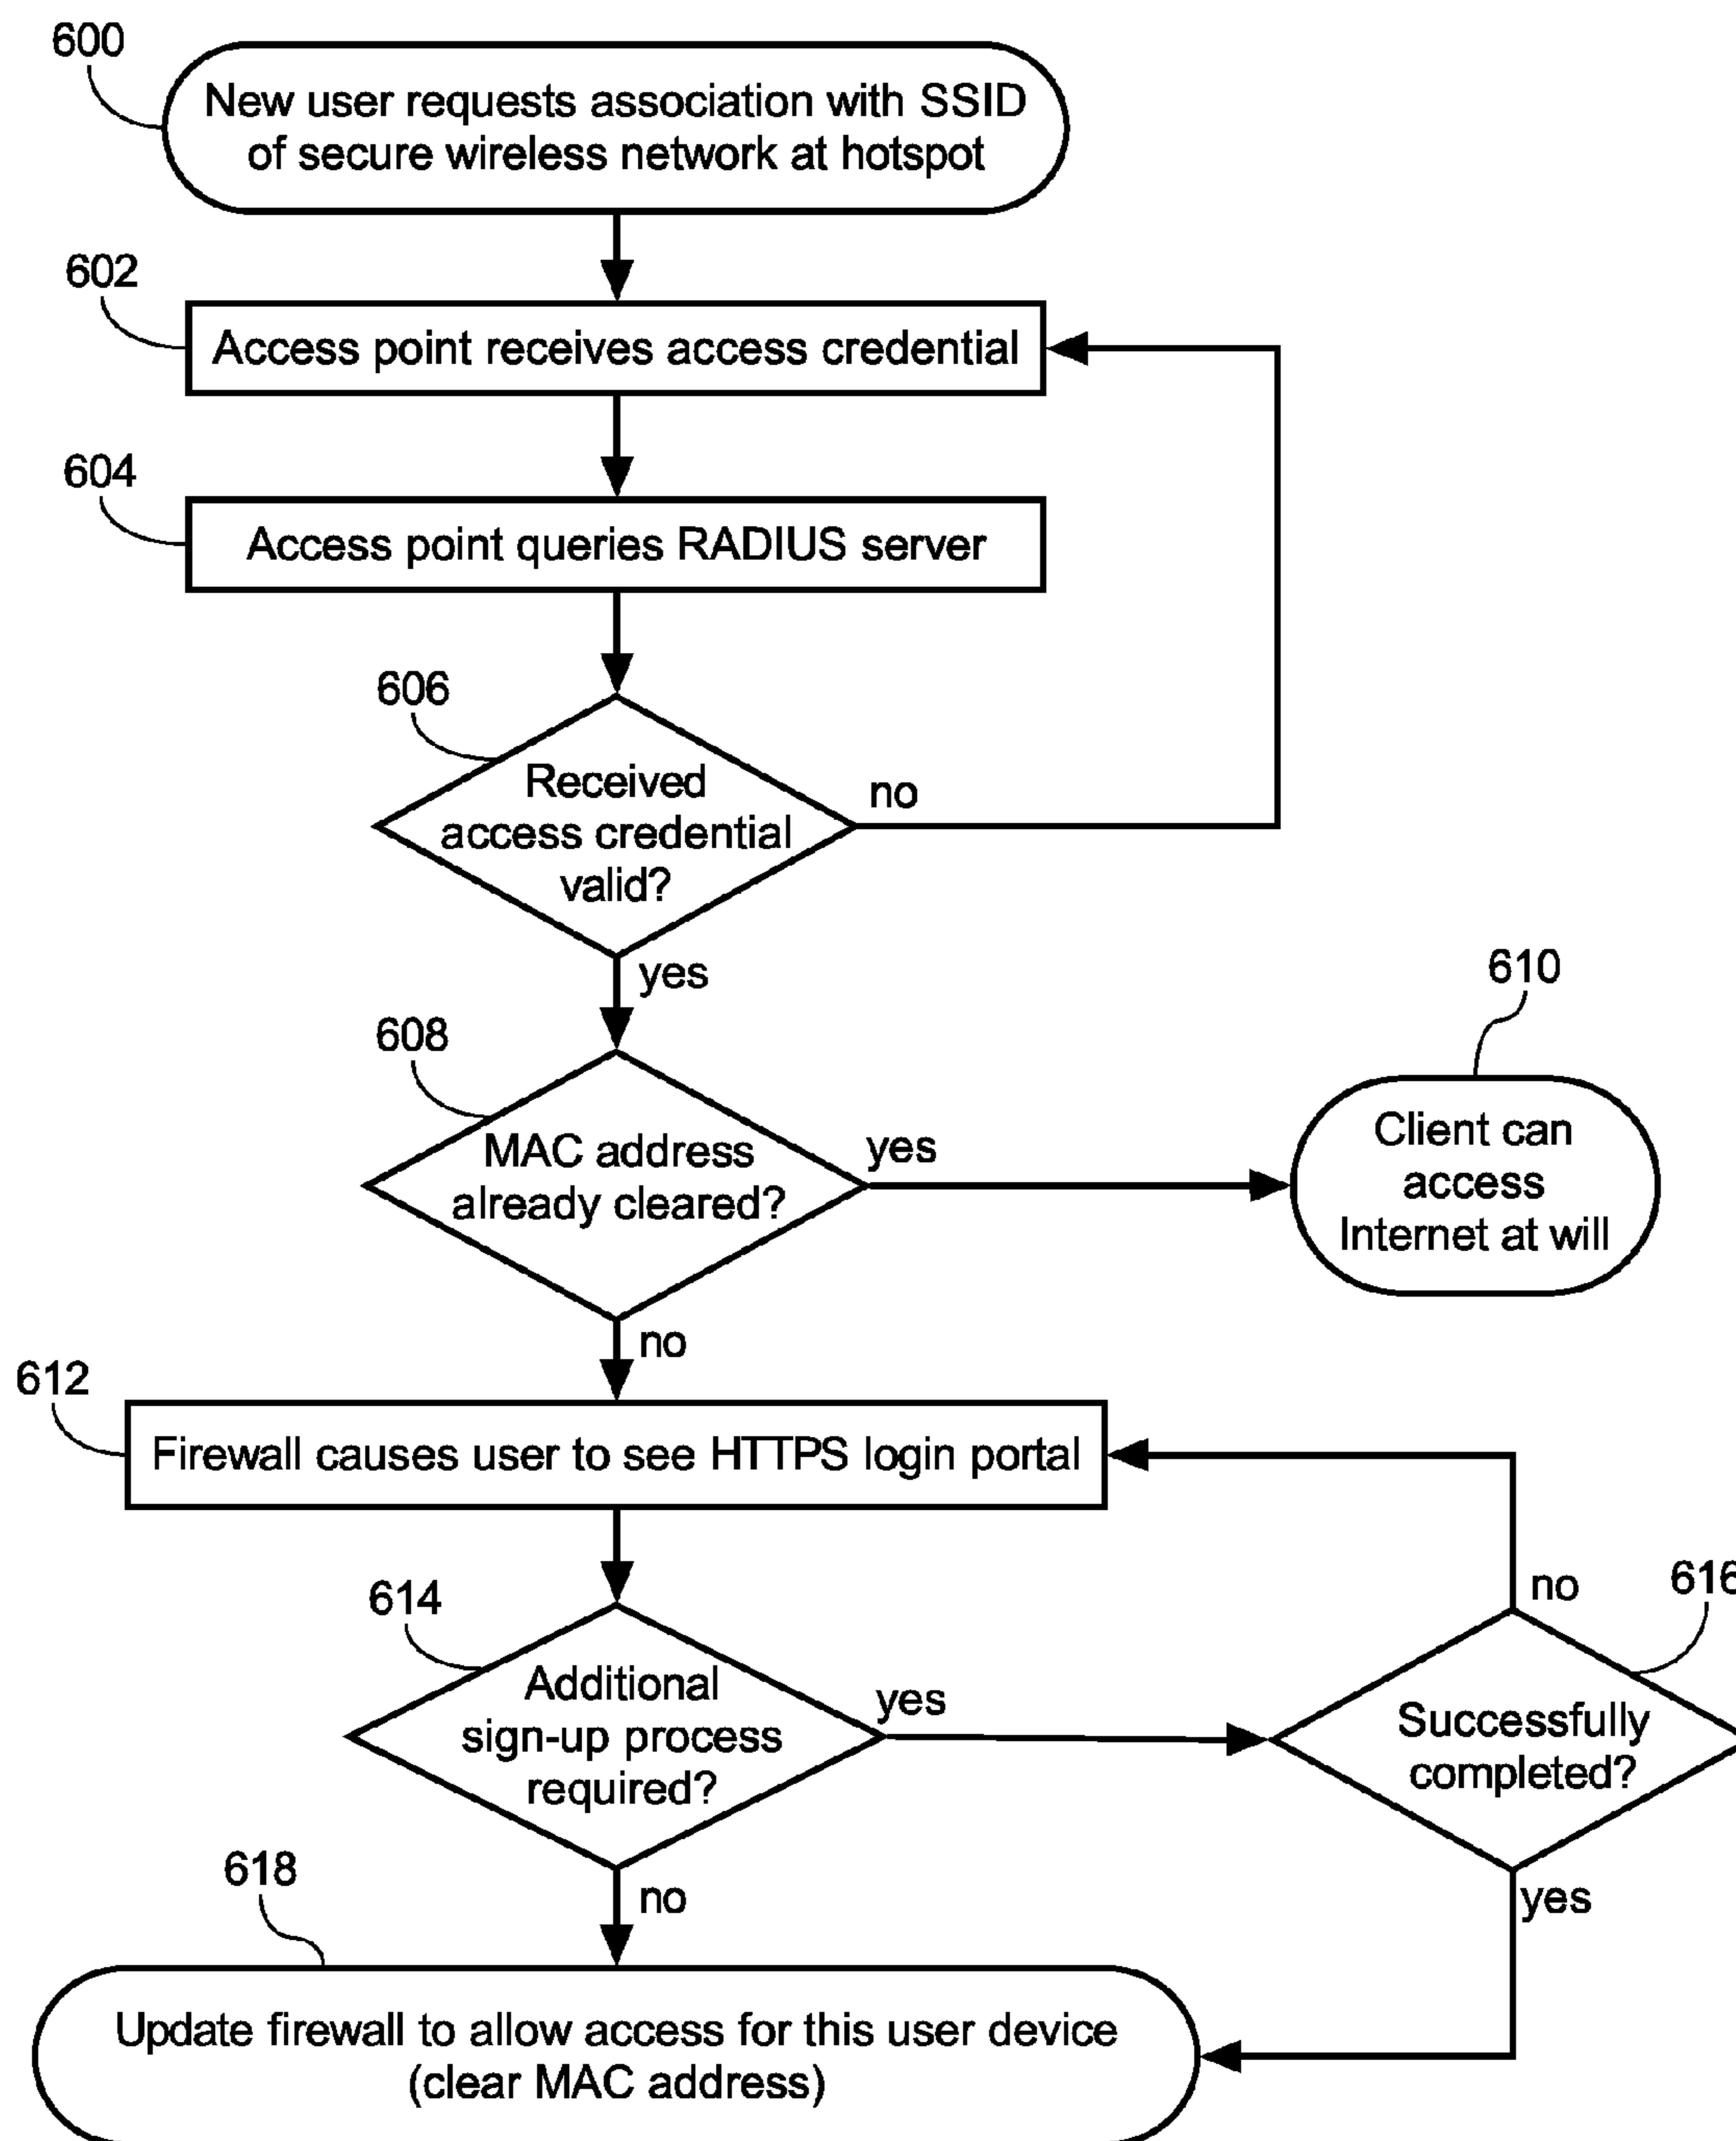 600
New user requests association with SSID
of secure wireless network at hotspot
602
Access point receives access credential
604
Access point queries RADIUS server
606
Received
access credential
valid?
no
yes
608
MAC address
already cleared?
yes
610
Client can
access
Internet at will
no
612
Firewall causes user to see HTTPS login portal
614
Additional
sign-up process
required?
yes
no
616
Successfully
completed?
no
yes
618
Update firewall to allow access for this user device
(clear MAC address)